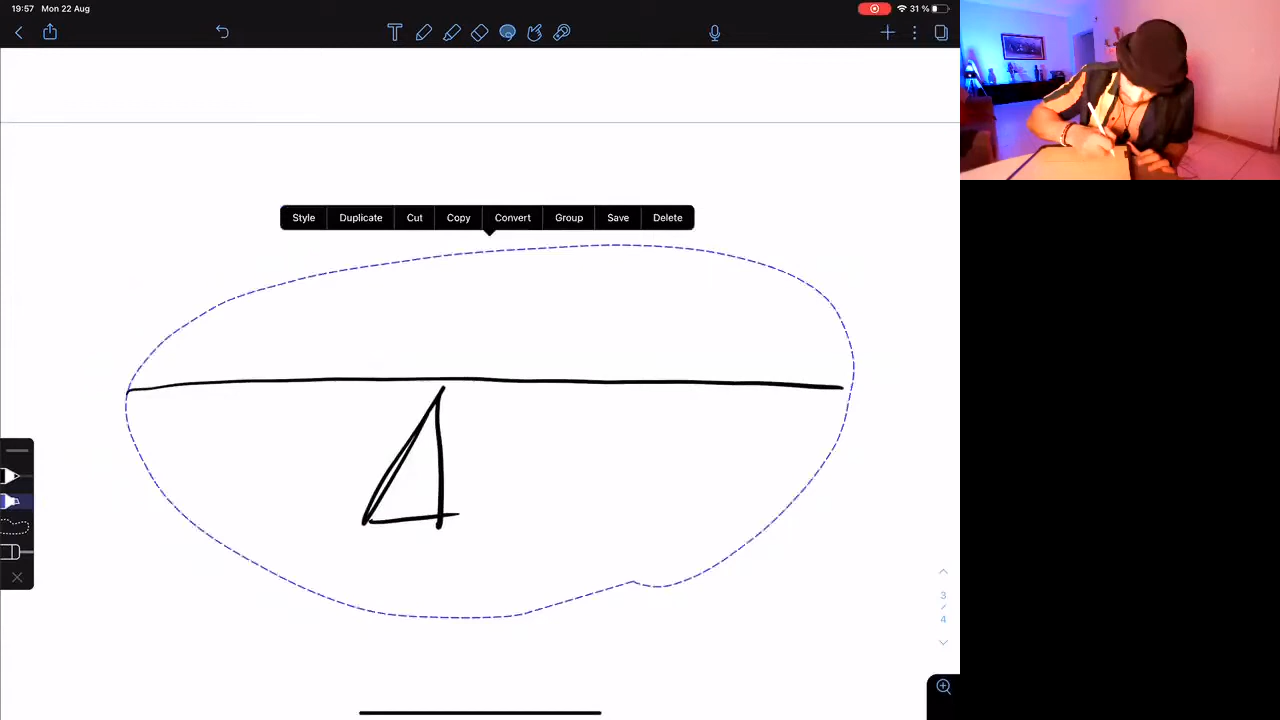 19:57 Mon 22 Aug 31 %
T
Style Duplicate Cut Copy Convert Group Save Delete
3
/
4